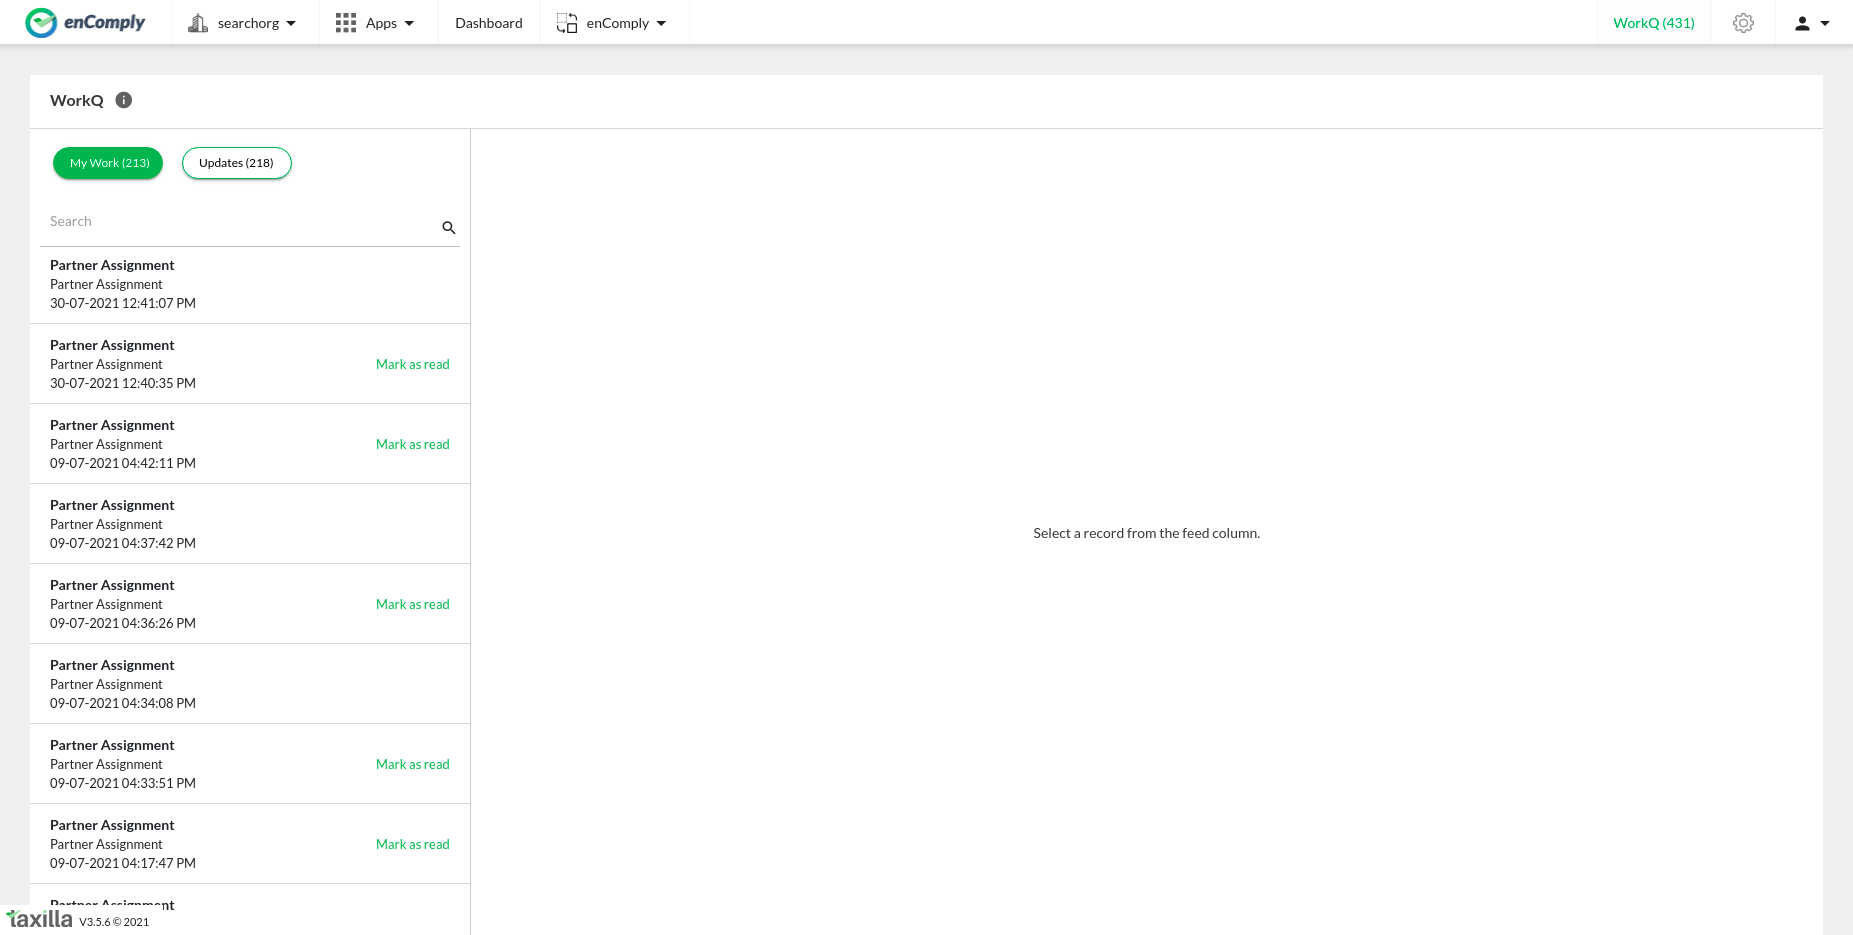 enComply
searchorg
Apps
Dashboard
enComply
WorkQ (431)
WorkQ
My Work (213)
Updates (218)
Search
Partner Assignment
Partner Assignment
30-07-2021 12:41:07 PM
Partner Assignment
Partner Assignment
Mark as read
30-07-2021 12:40:35 PM
Partner Assignment
Partner Assignment
Mark as read
09-07-2021 04:42:11 PM
Partner Assignment
Partner Assignment
09-07-2021 04:37:42 PM
Partner Assignment
Partner Assignment
Mark as read
09-07-2021 04:36:26 PM
Partner Assignment
Partner Assignment
09-07-2021 04:34:08 PM
Partner Assignment
Partner Assignment
Mark as read
09-07-2021 04:33:51 PM
Partner Assignment
Partner Assignment
Mark as read
09-07-2021 04:17:47 PM
Partner Assignment
taxilla V3.5.6 © 2021
Select a record from the feed column.